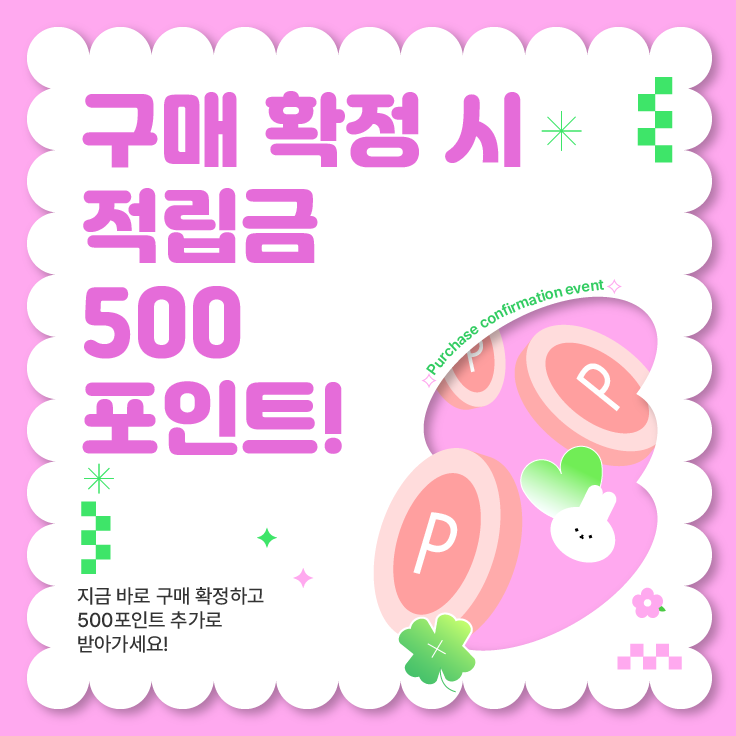 구매 확정 시
적립금
500
포인트!
Purchase confirmation event
P
P
P
지금 바로 구매 확정하고
500포인트 추가로
받아가세요!